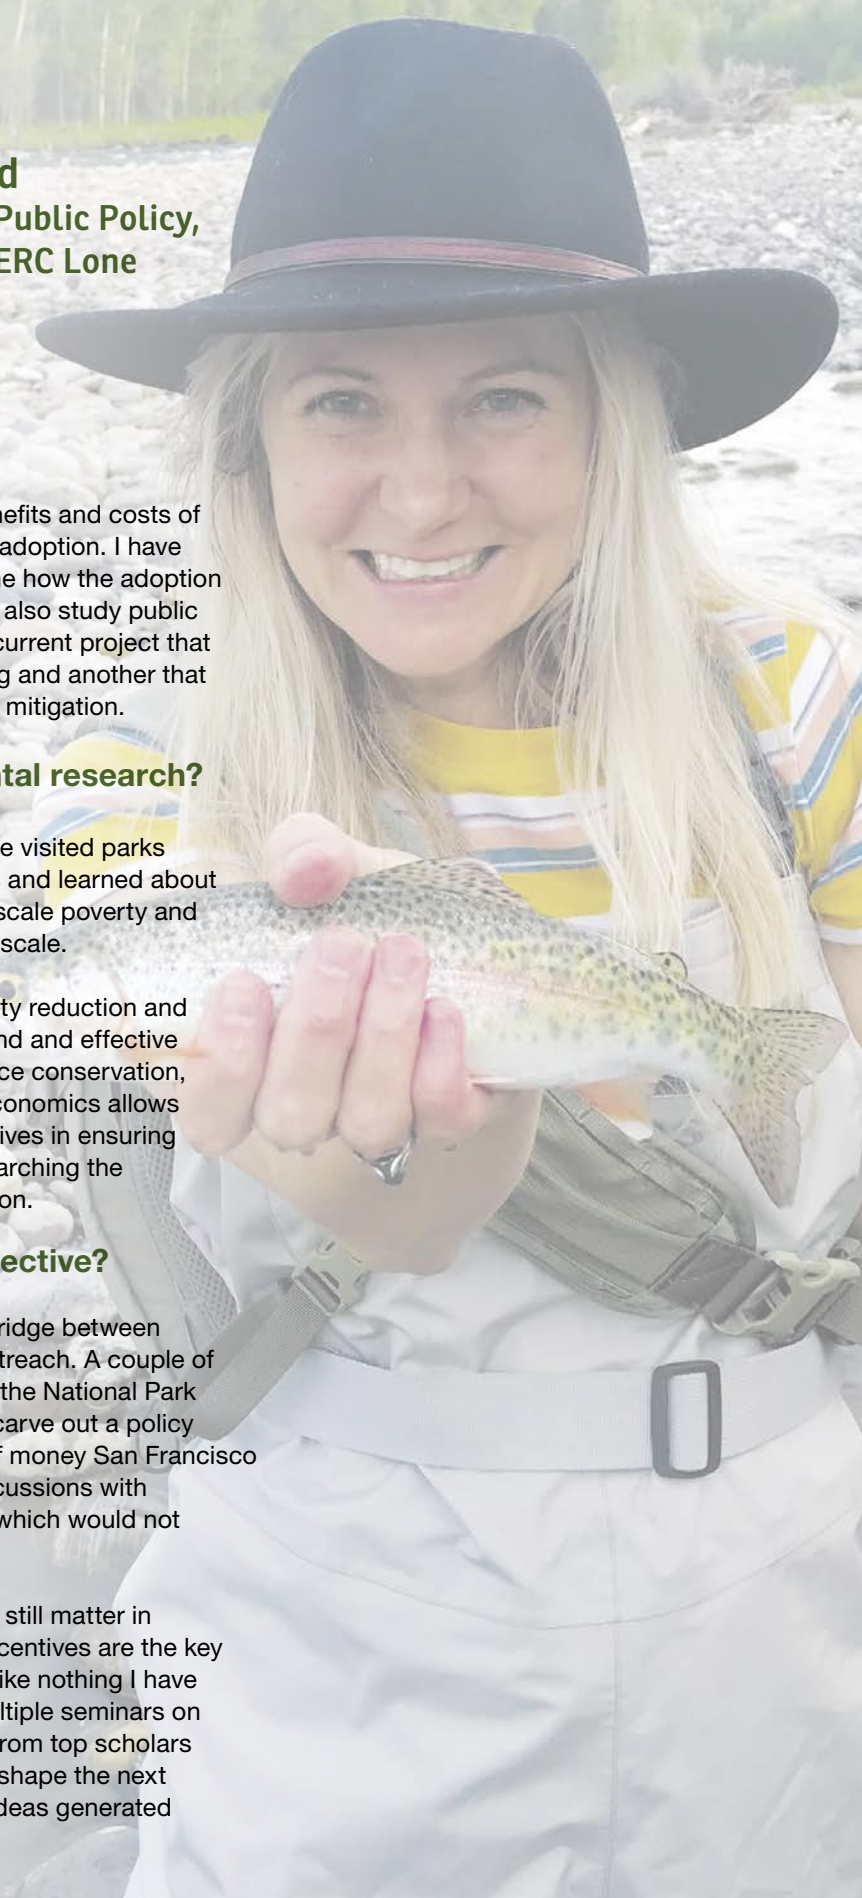 d
Public Policy,
ERC Lone
nefits and costs of
adoption. I have
ne how the adoption
also study public
current project that
g and another that
mitigation.
ntal research?
e visited parks
and learned about
scale poverty and
scale.
ty reduction and
nd and effective
ce conservation,
conomics allows
ives in ensuring
arching the
on.
ective?
ridge between
treach. A couple of
the National Park
carve out a policy
f money San Francisco
cussions with
which would not
still matter in
centives are the key
ike nothing I have
ltiple seminars on
rom top scholars
shape the next
deas generated